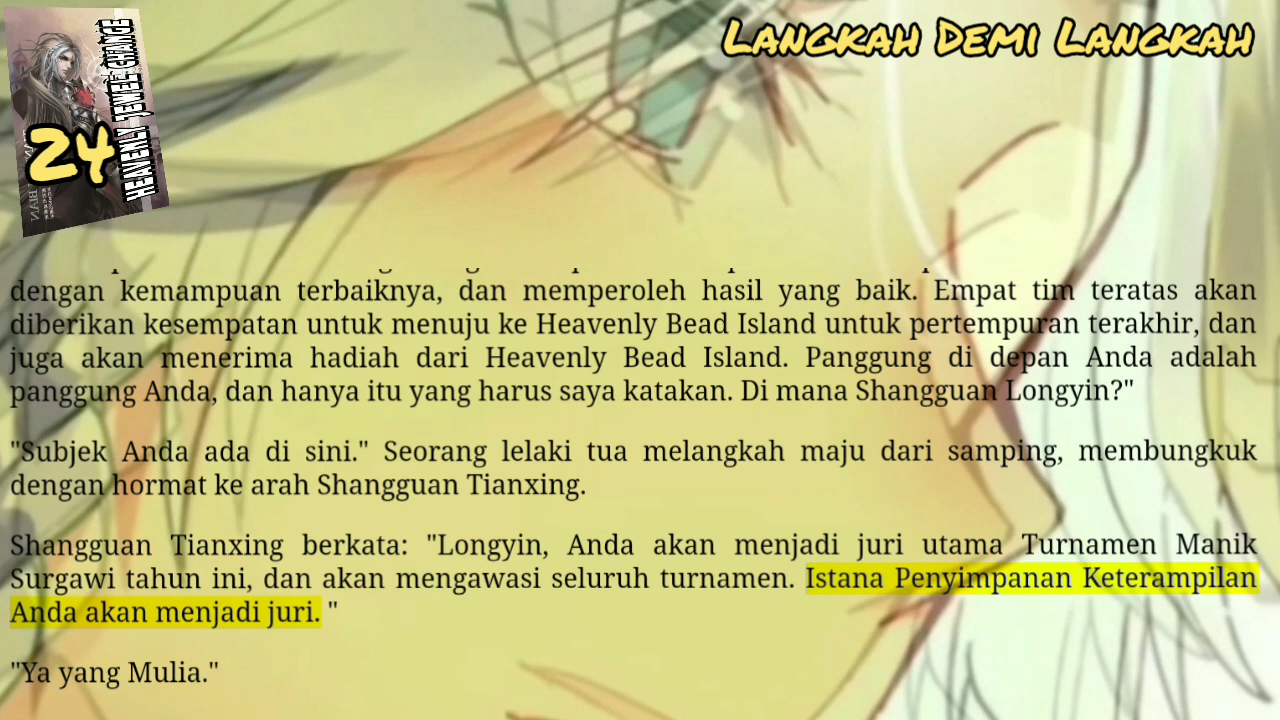 Langkah Demi Langkah
HEAVENLY JEWEL CHANGE
24
dengan kemampuan terbaiknya, dan memperoleh hasil yang baik. Empat tim teratas akan
diberikan kesempatan untuk menuju ke Heavenly Bead Island untuk pertempuran terakhir, dan
juga akan menerima hadiah dari Heavenly Bead Island. Panggung di depan Anda adalah
panggung Anda, dan hanya itu yang harus saya katakan. Di mana Shangguan Longyin?"
"Subjek Anda ada di sini." Seorang lelaki tua melangkah maju dari samping, membungkuk
dengan hormat ke arah Shangguan Tianxing.
Shangguan Tianxing berkata: "Longyin, Anda akan menjadi juri utama Turnamen Manik
Surgawi tahun ini, dan akan mengawasi seluruh turnamen. Istana Penyimpanan Keterampilan
Anda akan menjadi juri. "
"Ya yang Mulia."